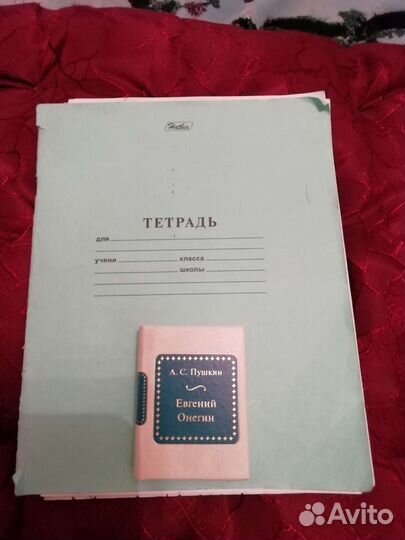 Hatber
ТЕТРАДЬ
для
учени класса
школы
А. С. Пушкин
Евгений
Онегин
Avito